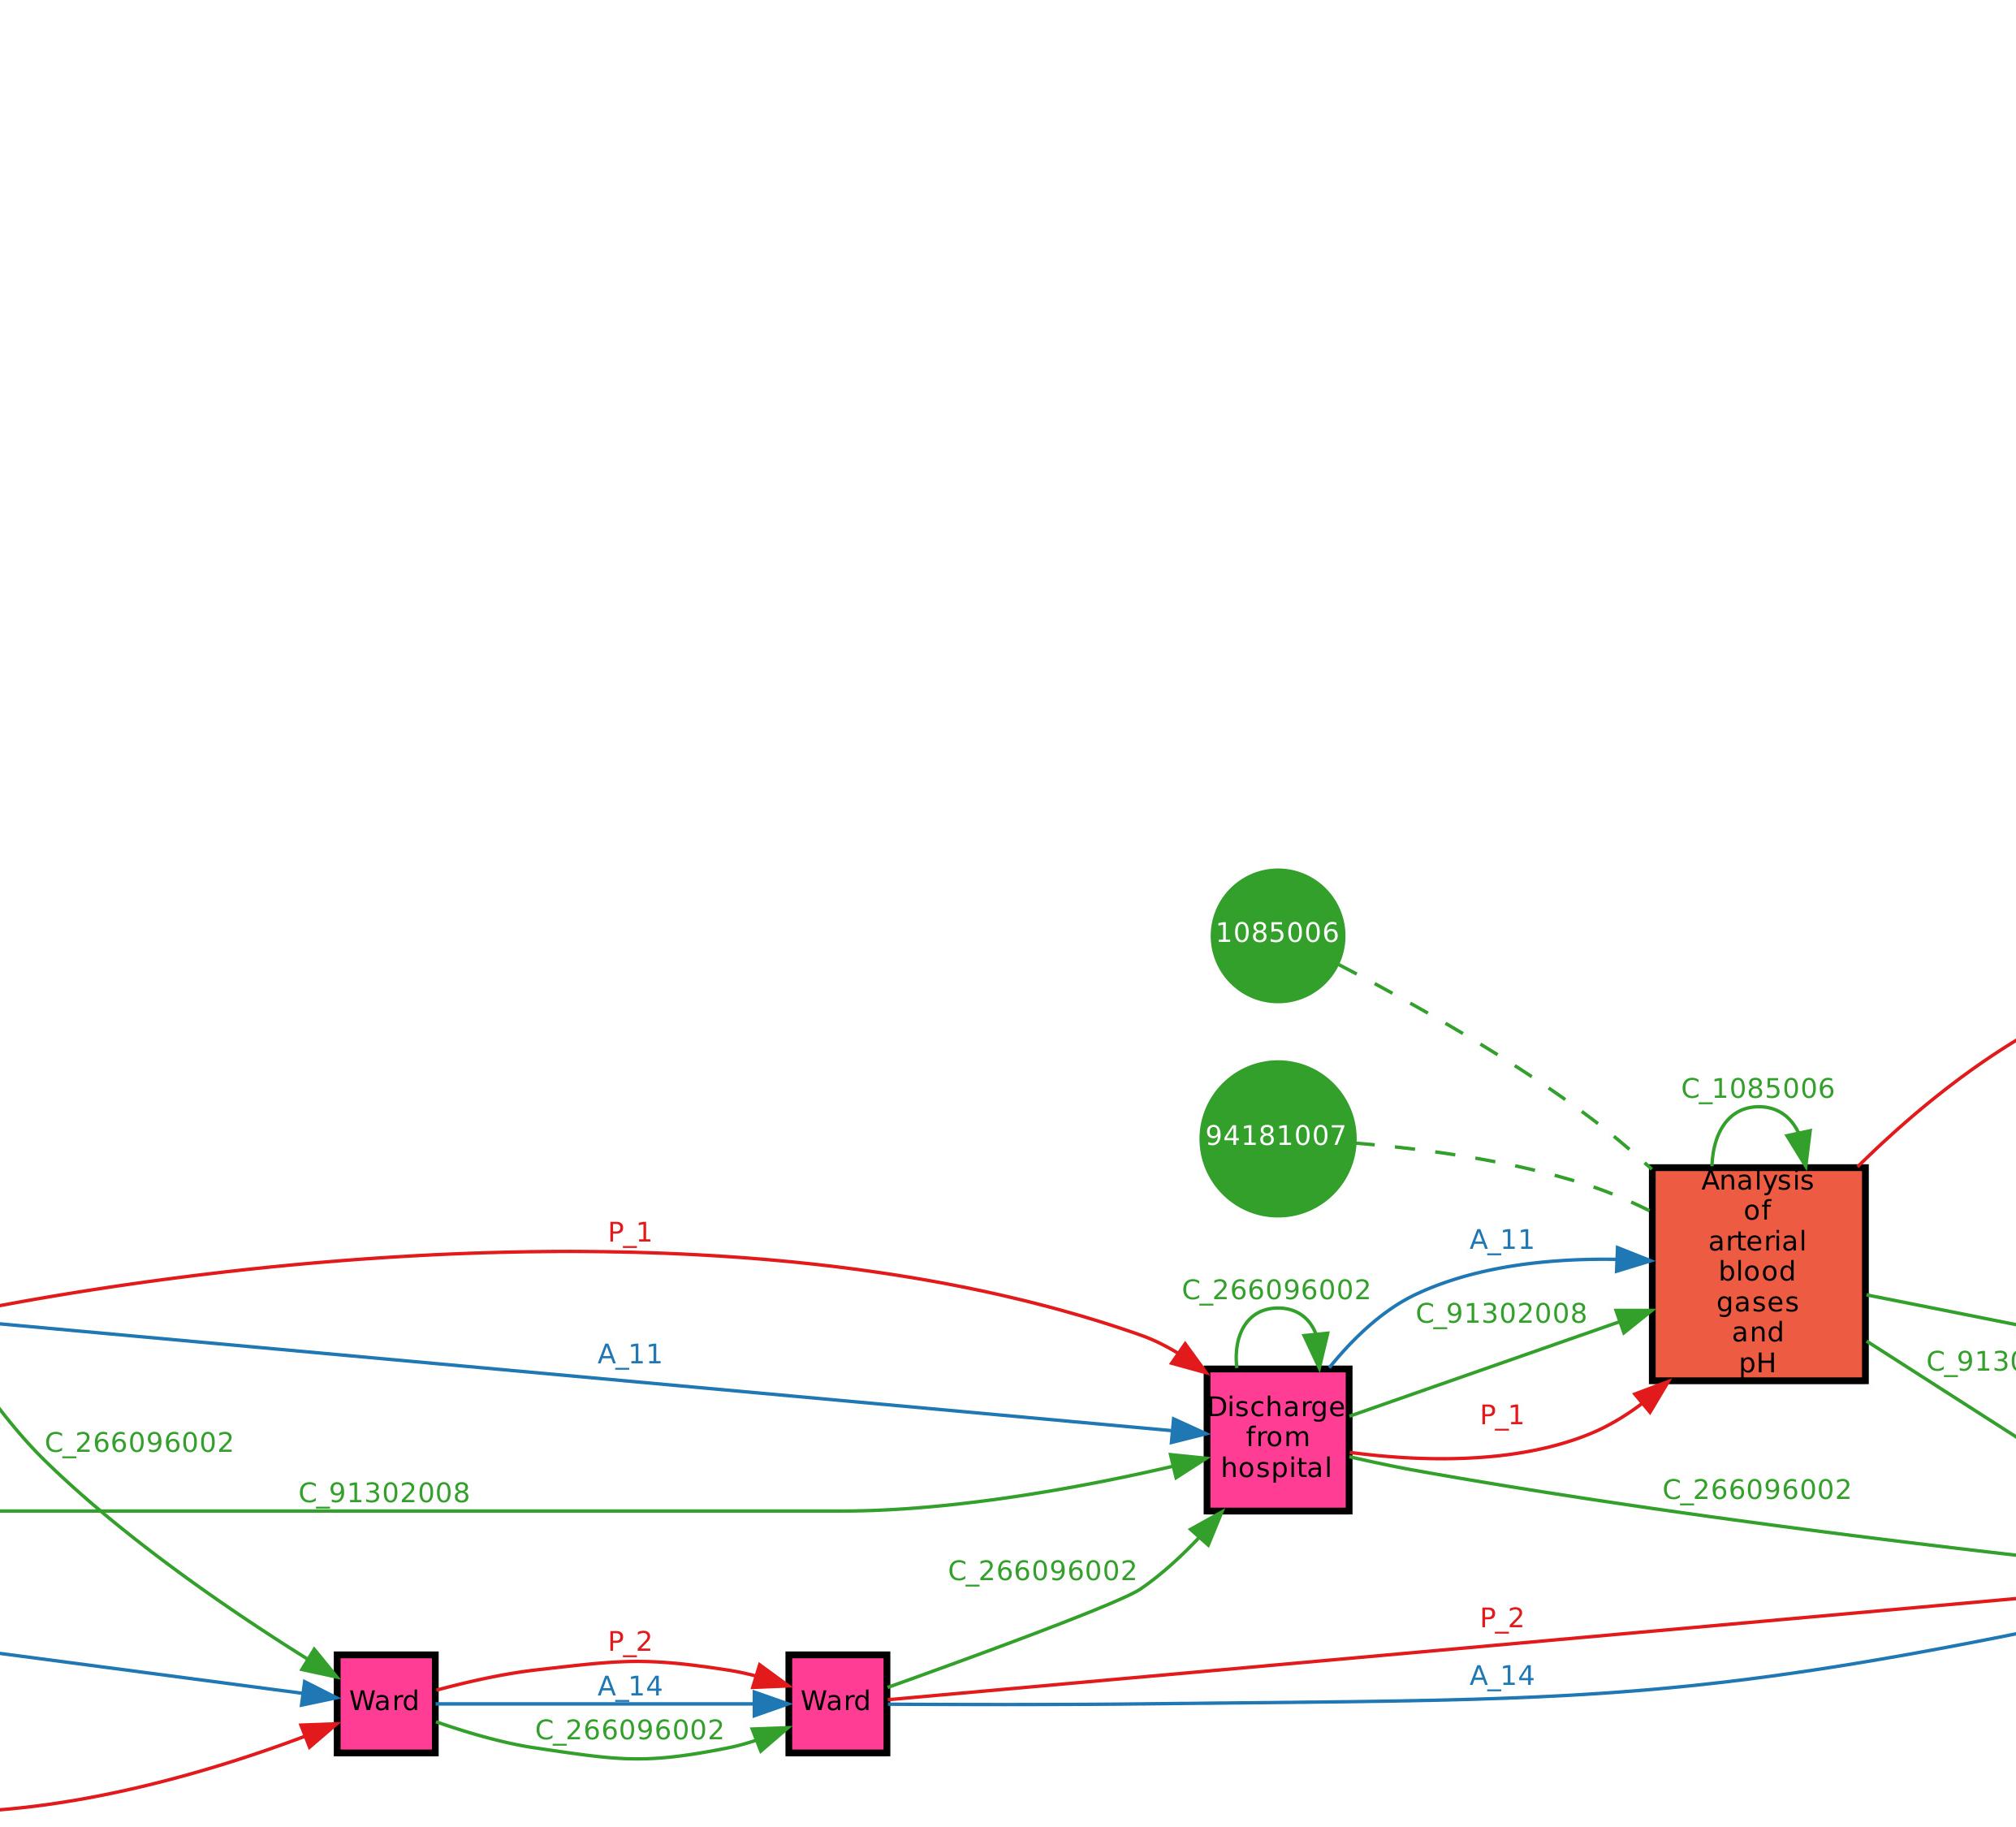 1085006
C_1085006
94181007
Analysis
of
arterial
blood
gases
and
pH
P_1
A_11
C_266096002
C_91302008
A_11
C_9130
Discharge
from
hospital
P_1
C_266096002
C_91302008
C_266096002
C_266096002
P_2
P_2
A_14
A_14
Ward
Ward
C_266096002